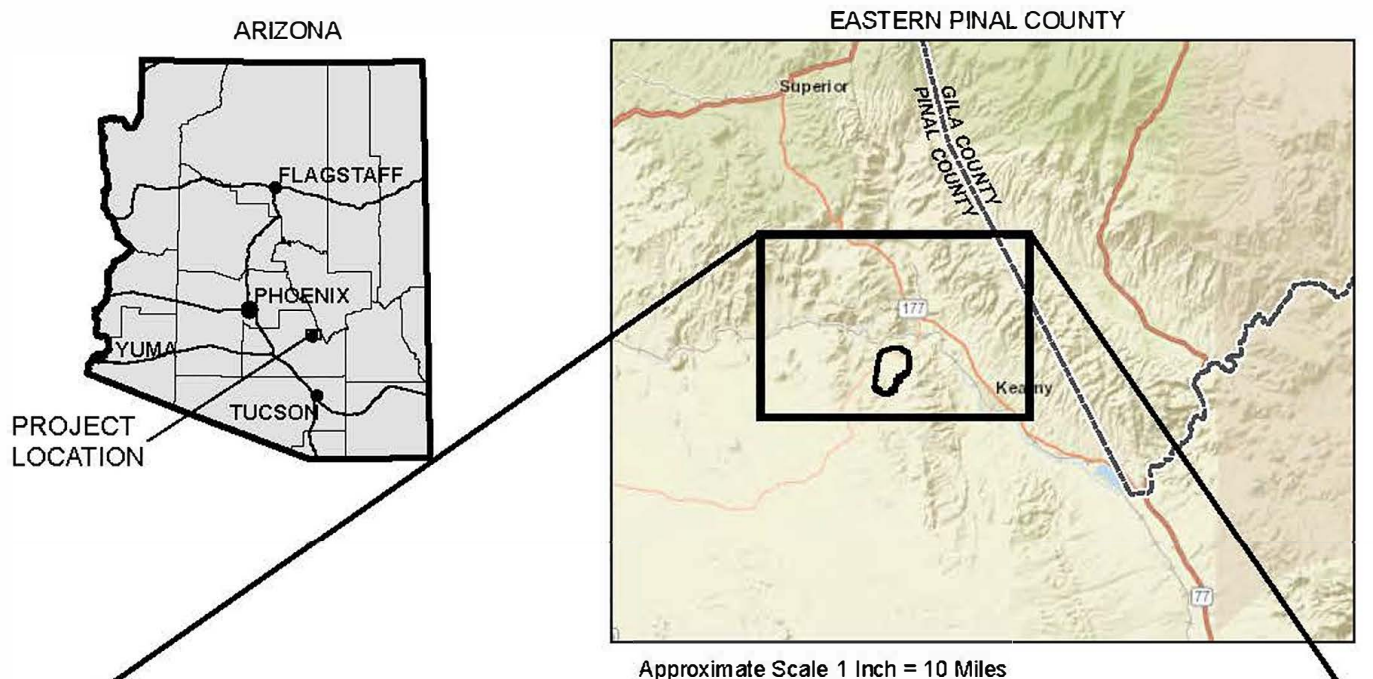 ARIZONA
FLAGSTAFF
PHOENIX
YUMA
TUCSON
PROJECT
LOCATION
EASTERN PINAL COUNTY
Superior
GILA COUNTY
PINAL COUNTY
177
Kearny
77
Approximate Scale 1 Inch = 10 Miles